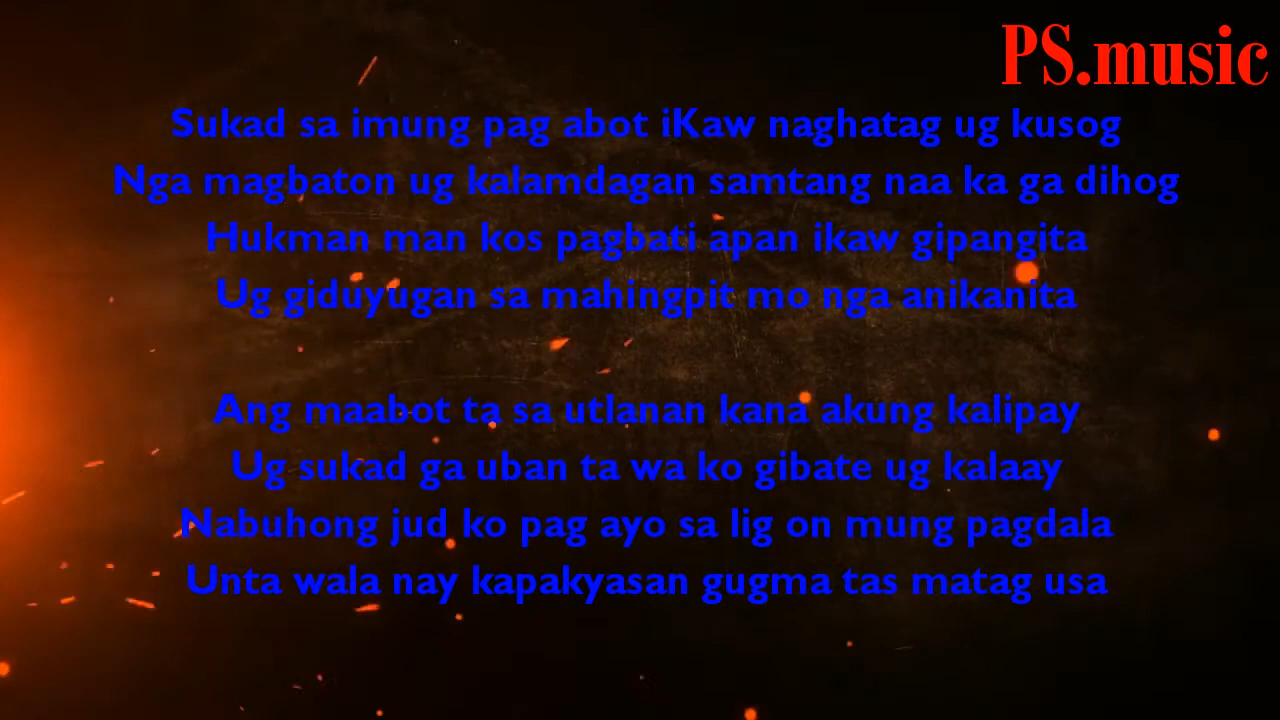 PS.music
Sukad sa imung pag abot iKaw naghatag ug kusog
Nga magbaton ug kalamdagan samtang naa ka ga dihog
Hukman man kos pagbati apan ikaw gipangita
Ug giduyugan sa mahingpit mo nga anikanita
Ang maabot ta sa utlanan kana akung kalipay
Ug sukad ga uban ta wa ko gibate ug kalaay
Nabuhong jud ko pag ayo sa lig on mung pagdala
Unta wala nay kapakyasan gugma tas matag usa